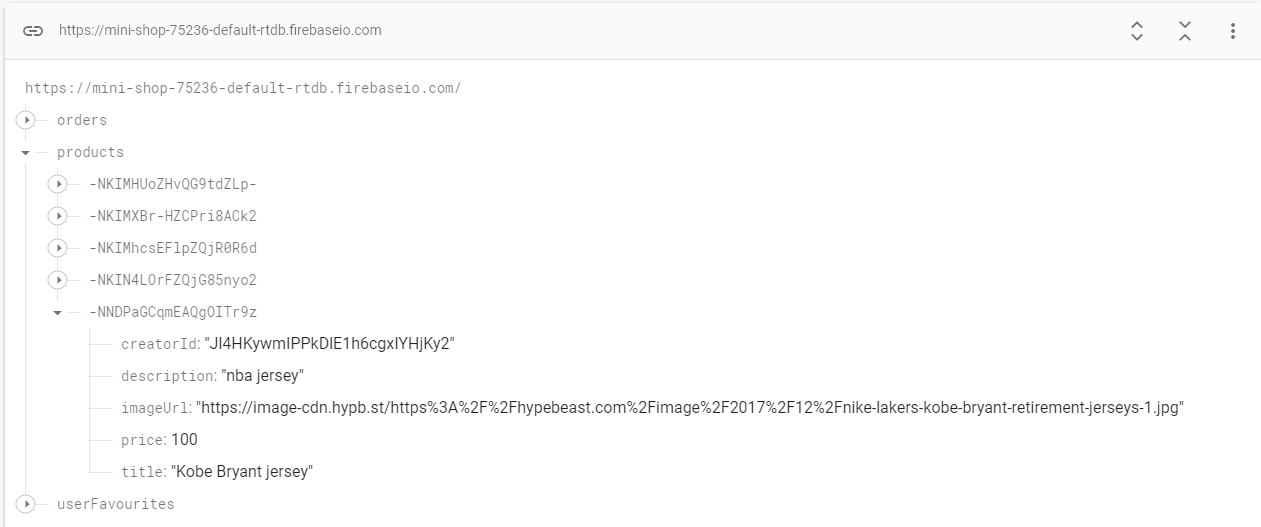 https://mini-shop-75236-default-rtdb.firebaseio.com
https://mini-shop-75236-default-rtdb.firebaseio.com/
orders
products
-NKIMHUoZHvQG9tdZLp-
-NKIMXBr-HZCPri8ACk2
-NKIMhcsEFlpZQjR0R6d
-NKIN4LOrFZQjG85nyo2
-NNDPaGCqmEAQgOITr9z
creatorId: "JI4HKywmIPPkDIE1h6cgxIYHjKy2"
description: "nba jersey"
imageUrl: "https://image-cdn.hypb.st/https%3A%2F%2Fhypebeast.com%2Fimage%2F2017%2F12%2Fnike-lakers-kobe-bryant-retirement-jerseys-1.jpg"
price: 100
title: "Kobe Bryant jersey"
userFavourites